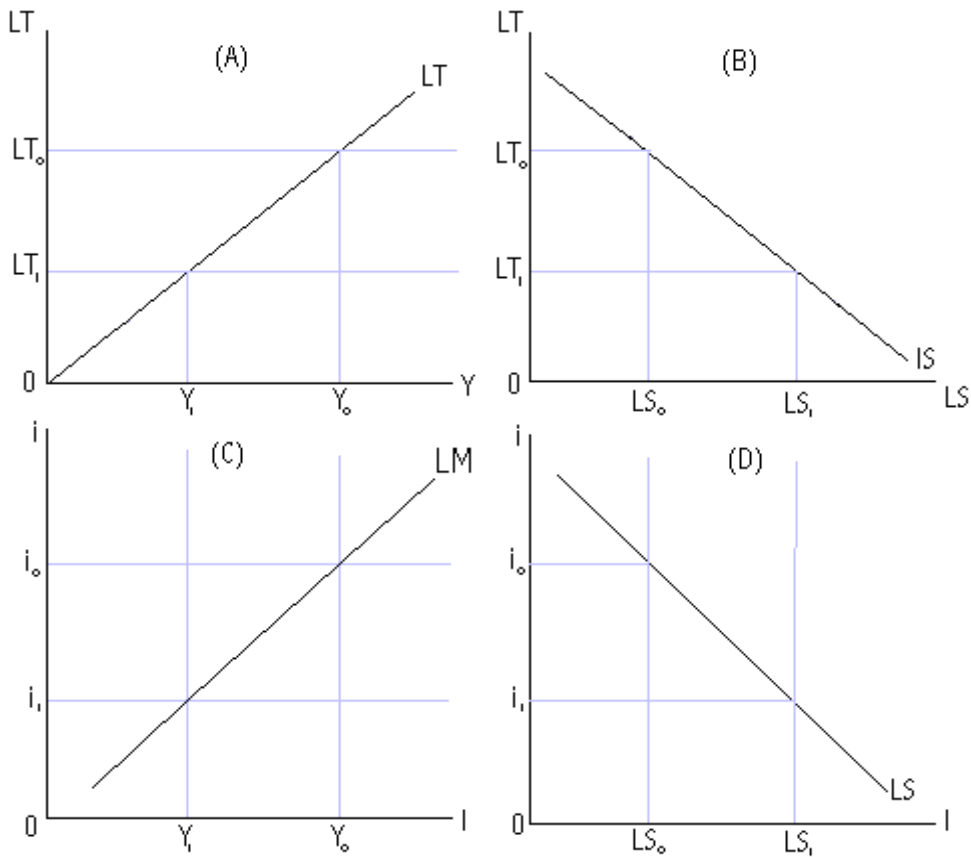 LT
(A)
LT
LT₀
LT₁
0
Y₁
Y₀
Y
LT
(B)
LT₀
LT₁
IS
0
LS₀
LS₁
LS
i
(C)
LM
i₀
i₁
0
Y₁
Y₀
I
i
(D)
i₀
i₁
LS
0
LS₀
LS₁
I